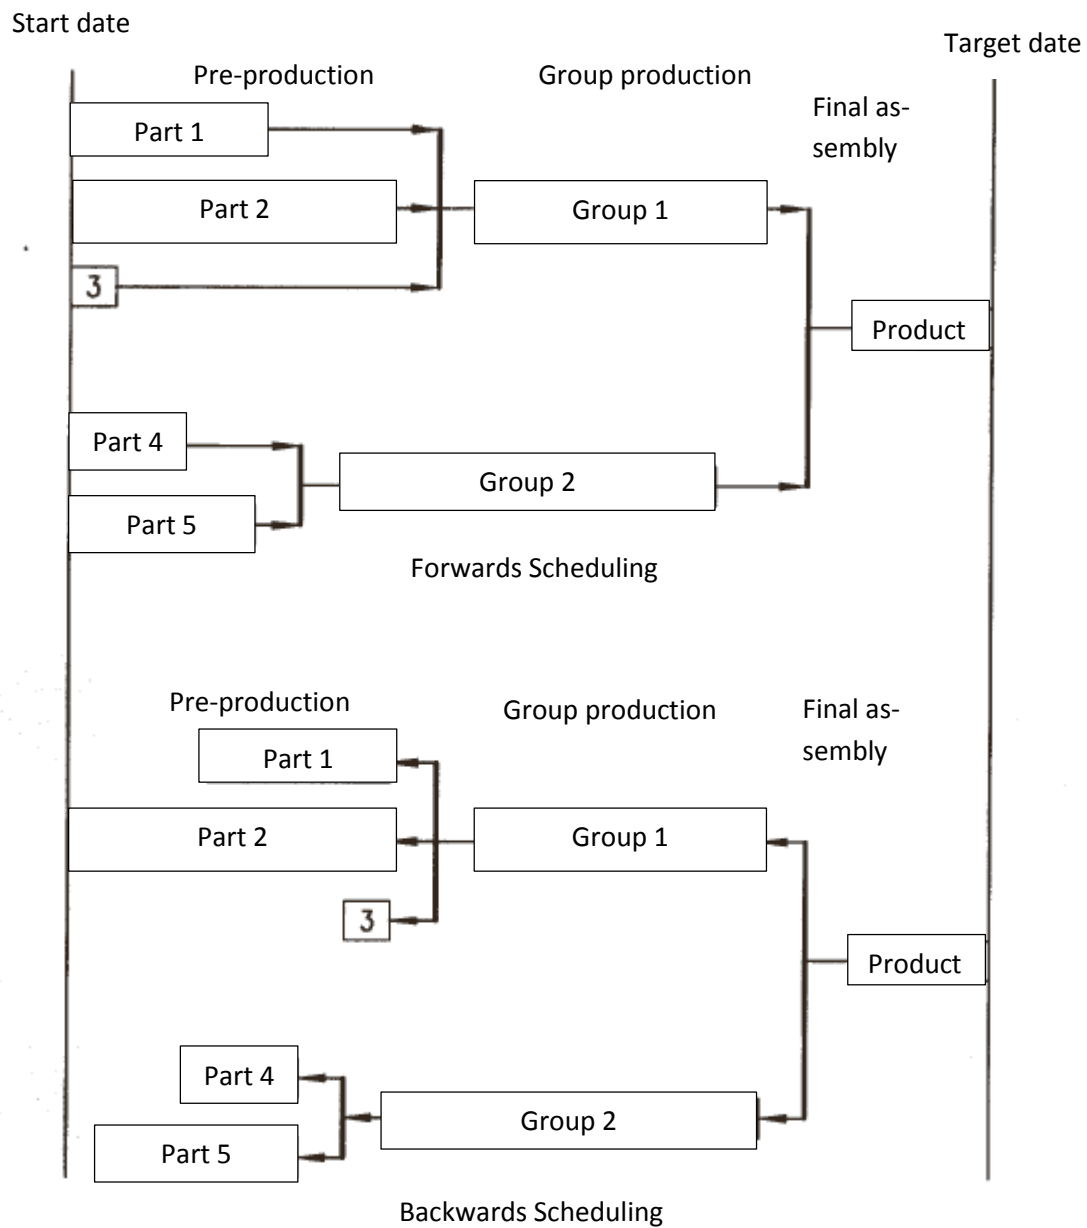 Start date
Target date
Pre-production
Group production
Final as-
sembly
Part 1
Part 2
Group 1
3
Product
Part 4
Group 2
Part 5
Forwards Scheduling
Pre-production
Group production
Final as-
sembly
Part 1
Part 2
Group 1
3
Product
Part 4
Group 2
Part 5
Backwards Scheduling